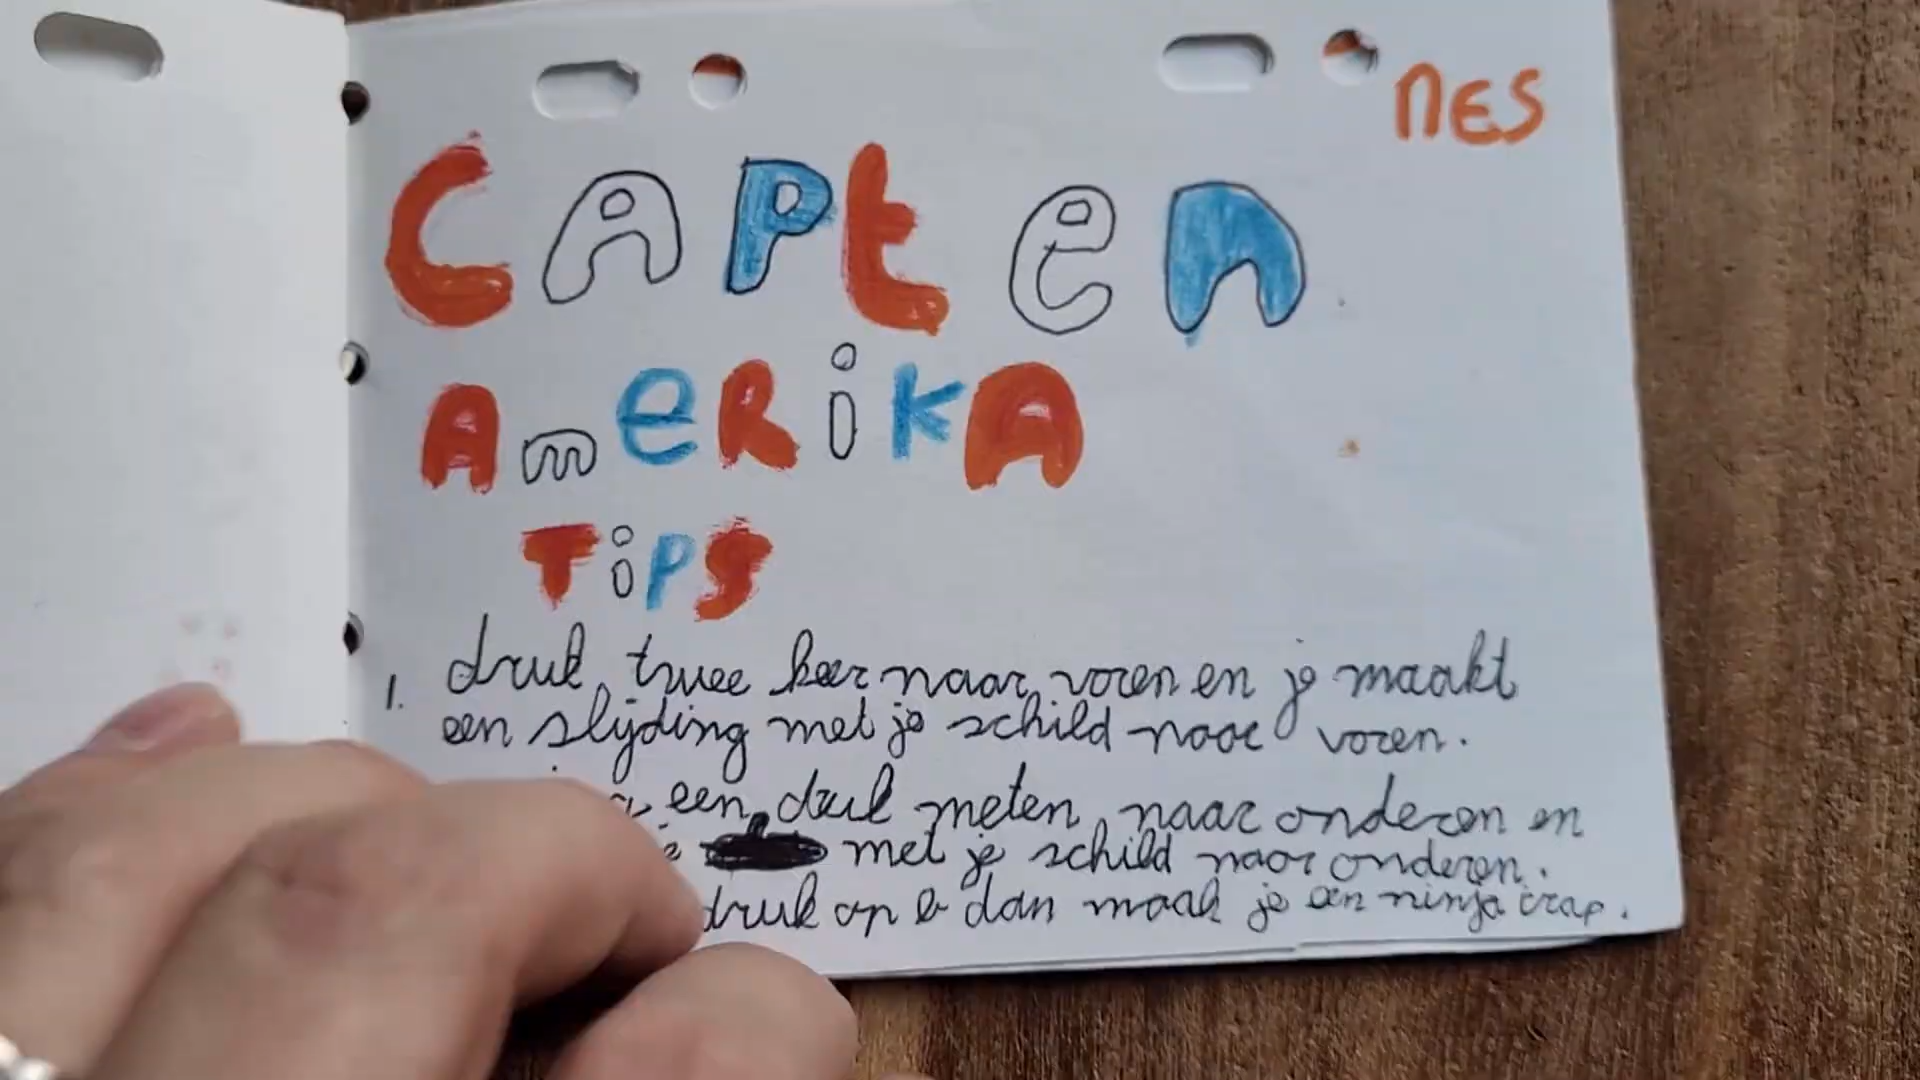 NES
CAPtEn
AmERiKA
TiPS
1. druk twee keer naar voren en je maakt
een slijding met je schild naar voren.
een druk meten naar onderen en
met je schild naar onderen.
druk op b dan maak je een ninja trap.